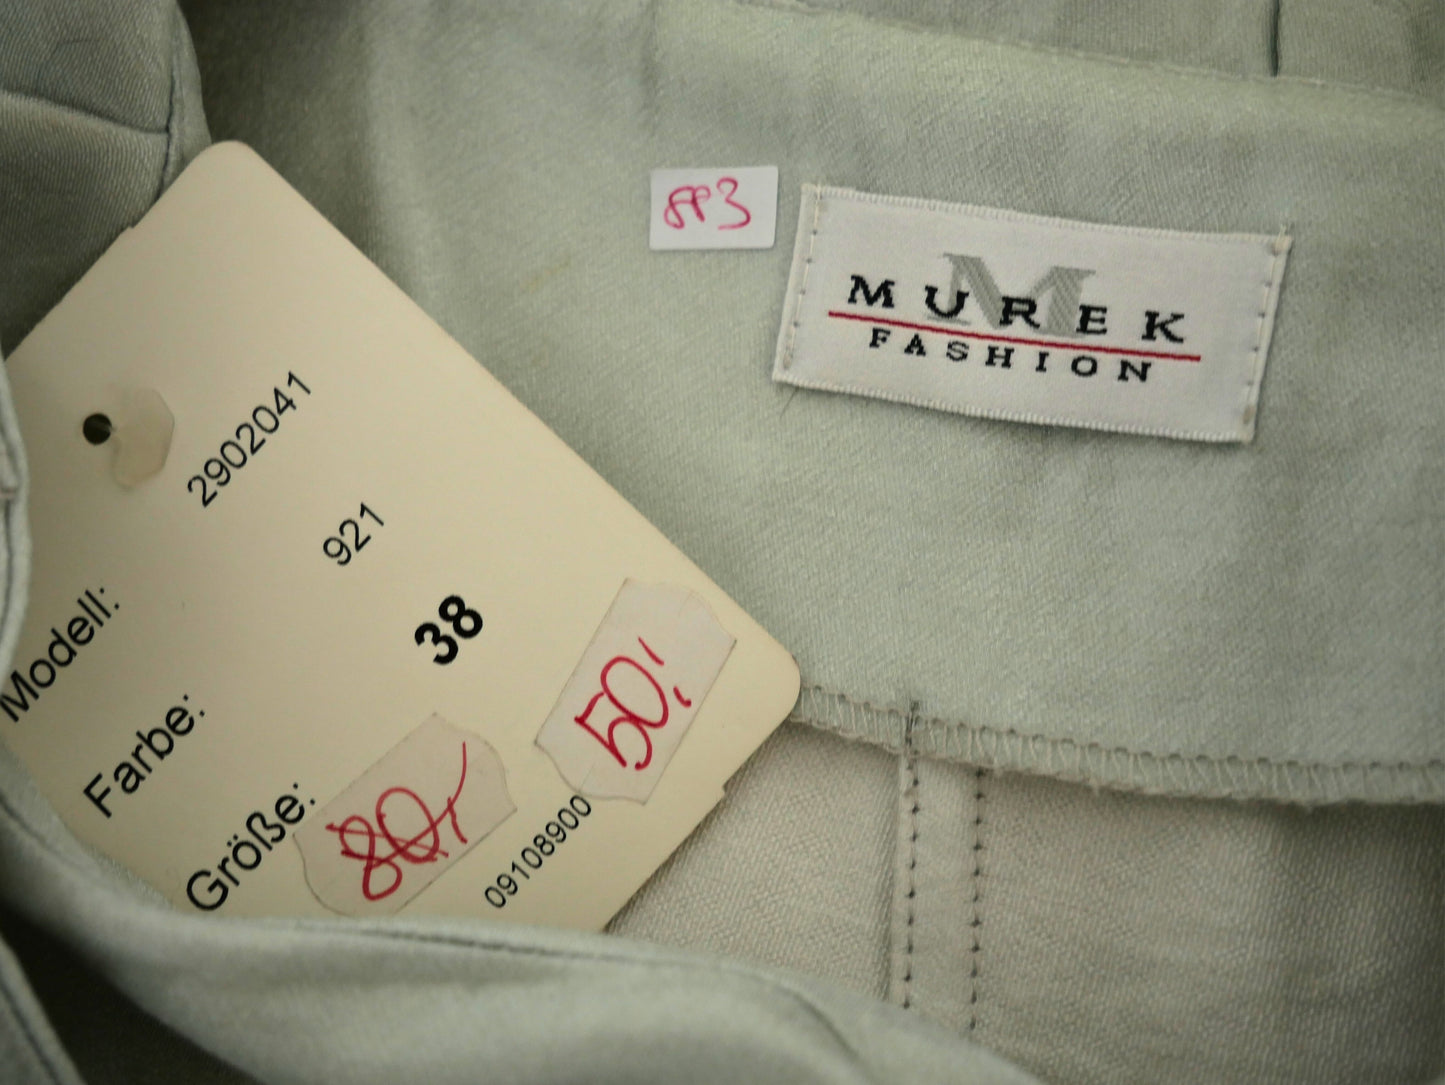 MUREK
FASHION
Modell: 2902041
Farbe: 921
Größe: 38
80,-
50,-
09108900